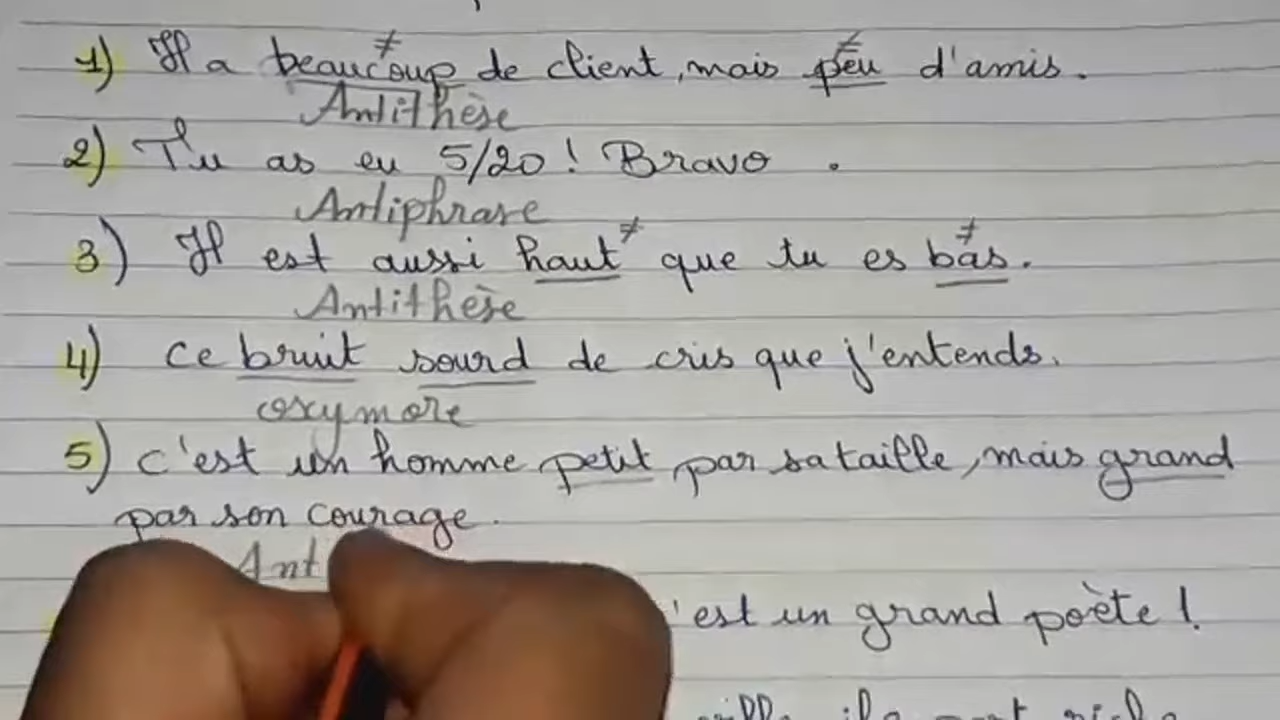 1) Il a beaucoup de client, mais peu d'amis.
Antithèse
2) Tu as eu 5/20! Bravo.
Antiphrase
3) Il est aussi haut que tu es bas.
Antithèse
4) ce bruit sourd de cris que j'entends.
oxymore
5) c'est un homme petit par sa taille, mais grand
par son courage.
Ant
'est un grand poète !